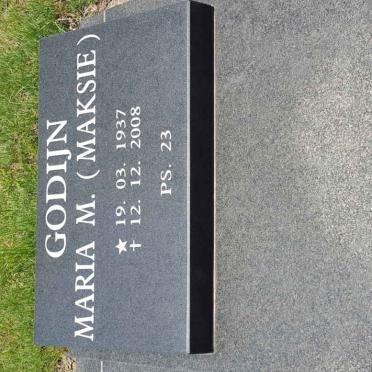 GODIJN
MARIA M. (MAKSIE)
★ 19. 03. 1937
✝ 12. 12. 2008
PS. 23